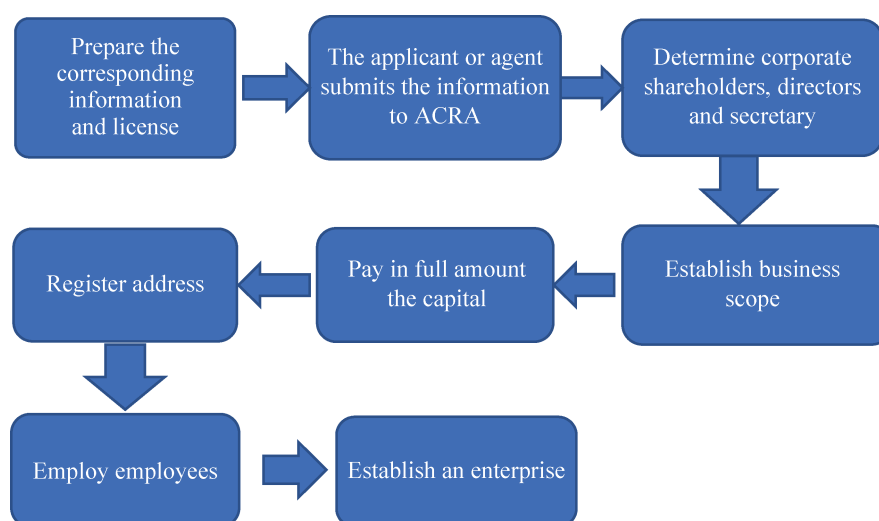 Prepare the
corresponding
information
and license
The applicant or agent
submits the information
to ACRA
Determine corporate
shareholders, directors
and secretary
Establish business
scope
Pay in full amount
the capital
Register address
Employ employees
Establish an enterprise